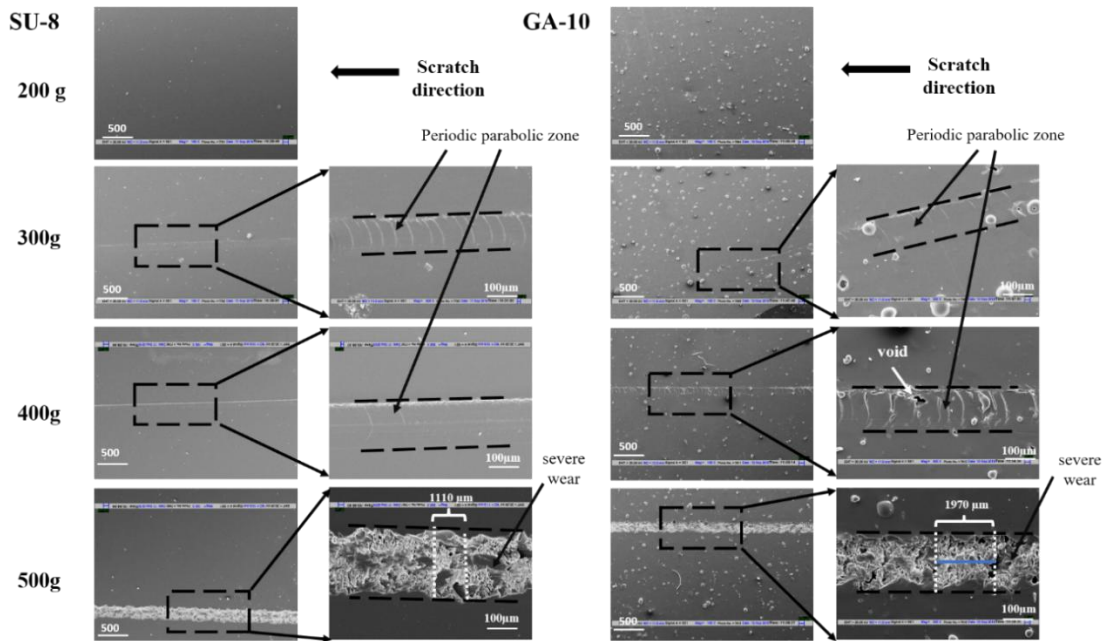 SU-8
GA-10
200 g
500
Scratch
direction
500
Scratch
direction
Periodic parabolic zone
Periodic parabolic zone
300g
500
100µm
500
100µm
400g
500
100µm
void
500
100µm
severe
wear
severe
wear
500g
1110 µm
500
100µm
1970 µm
500
100µm